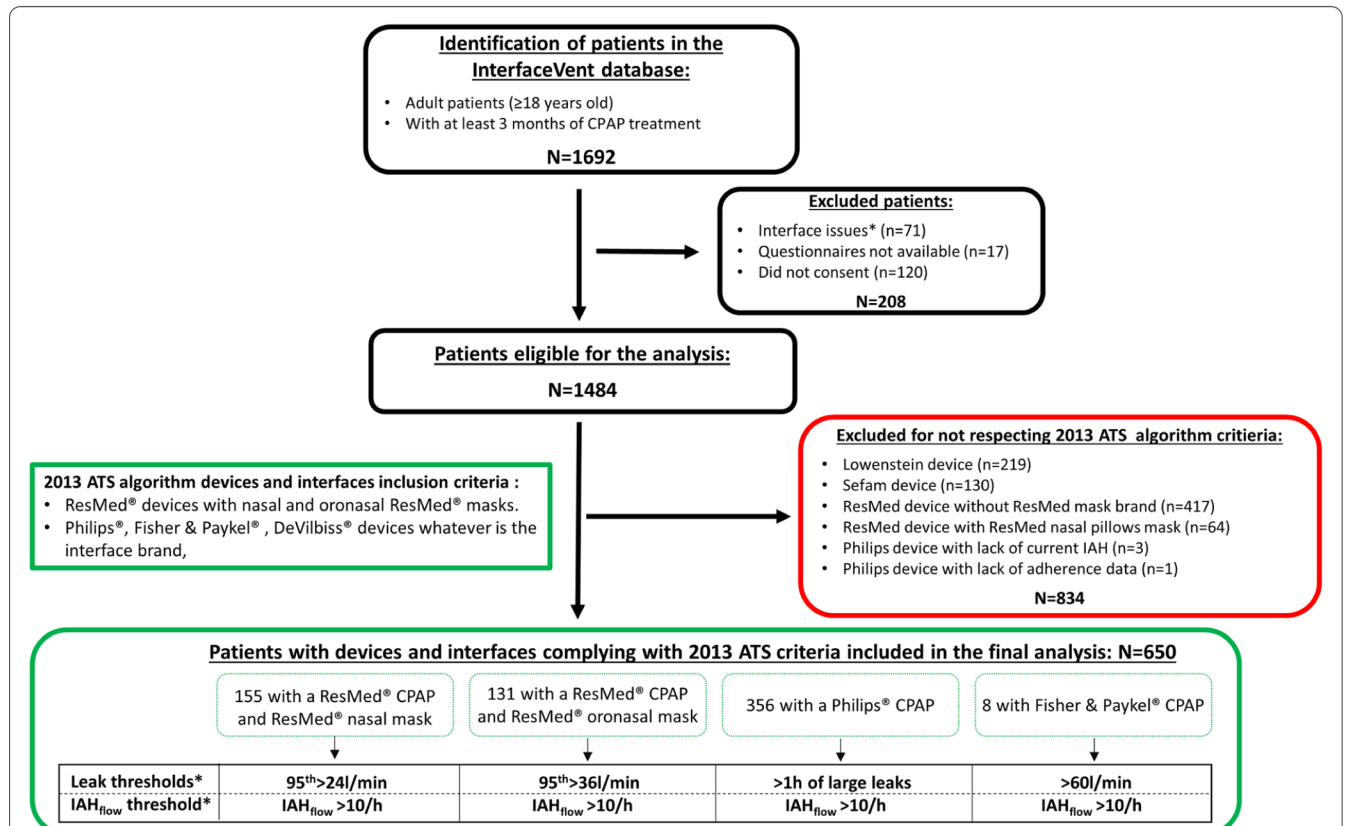 Identification of patients in the
InterfaceVent database:
• Adult patients (≥18 years old)
• With at least 3 months of CPAP treatment
N=1692
Excluded patients:
• Interface issues* (n=71)
• Questionnaires not available (n=17)
• Did not consent (n=120)
N=208
Patients eligible for the analysis:
N=1484
2013 ATS algorithm devices and interfaces inclusion criteria :
• ResMed® devices with nasal and oronasal ResMed® masks.
• Philips®, Fisher & Paykel® , DeVilbiss® devices whatever is the
interface brand,
Excluded for not respecting 2013 ATS algorithm critieria:
• Lowenstein device (n=219)
• Sefam device (n=130)
• ResMed device without ResMed mask brand (n=417)
• ResMed device with ResMed nasal pillows mask (n=64)
• Philips device with lack of current IAH (n=3)
• Philips device with lack of adherence data (n=1)
N=834
Patients with devices and interfaces complying with 2013 ATS criteria included in the final analysis: N=650
155 with a ResMed® CPAP
and ResMed® nasal mask
131 with a ResMed® CPAP
and ResMed® oronasal mask
356 with a Philips® CPAP
8 with Fisher & Paykel® CPAP
Leak thresholds* 95th>24l/min 95th>36l/min >1h of large leaks >60l/min
IAHflow threshold* IAHflow >10/h IAHflow >10/h IAHflow >10/h IAHflow >10/h